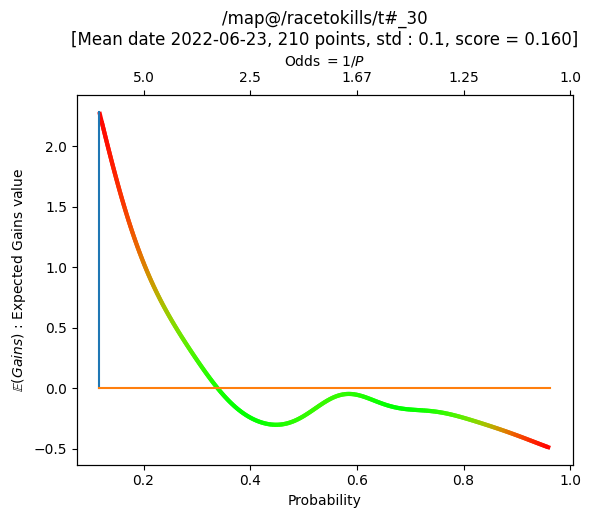 /map@/racetokills/t#_30
[Mean date 2022-06-23, 210 points, std : 0.1, score = 0.160]
Odds = 1/P
5.0 2.5 1.67 1.25 1.0
2.0
1.5
1.0
0.5
0.0
−0.5
𝔼(Gains) : Expected Gains value
0.2 0.4 0.6 0.8 1.0
Probability